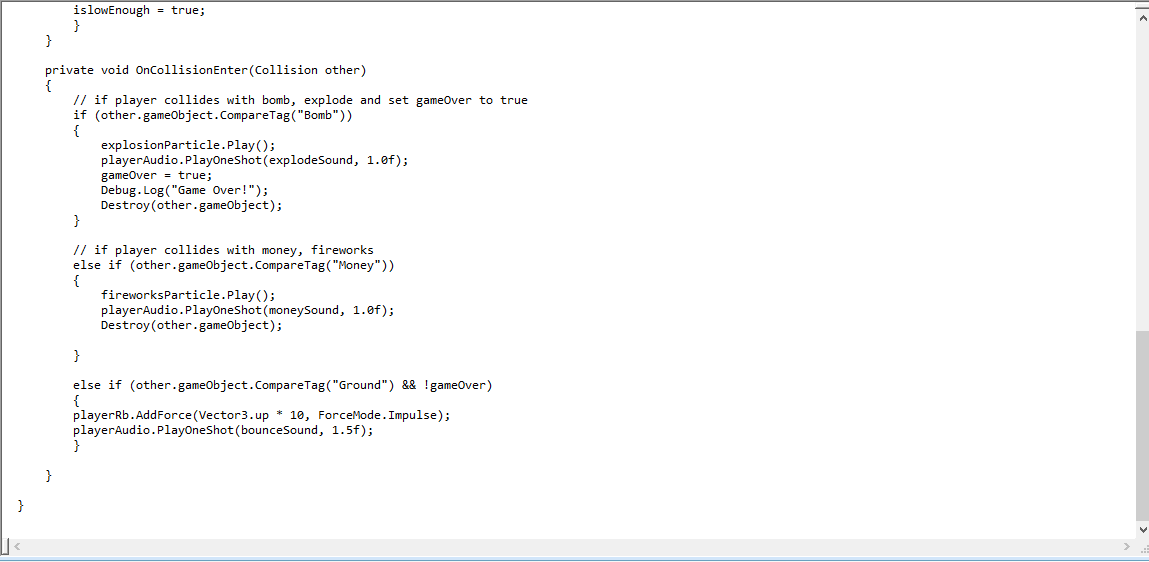 islowEnough = true;
}
}
private void OnCollisionEnter(Collision other)
{
// if player collides with bomb, explode and set gameOver to true
if (other.gameObject.CompareTag("Bomb"))
{
explosionParticle.Play();
playerAudio.PlayOneShot(explodeSound, 1.0f);
gameOver = true;
Debug.Log("Game Over!");
Destroy(other.gameObject);
}
// if player collides with money, fireworks
else if (other.gameObject.CompareTag("Money"))
{
fireworksParticle.Play();
playerAudio.PlayOneShot(moneySound, 1.0f);
Destroy(other.gameObject);
}
else if (other.gameObject.CompareTag("Ground") && !gameOver)
{
playerRb.AddForce(Vector3.up * 10, ForceMode.Impulse);
playerAudio.PlayOneShot(bounceSound, 1.5f);
}
}
}